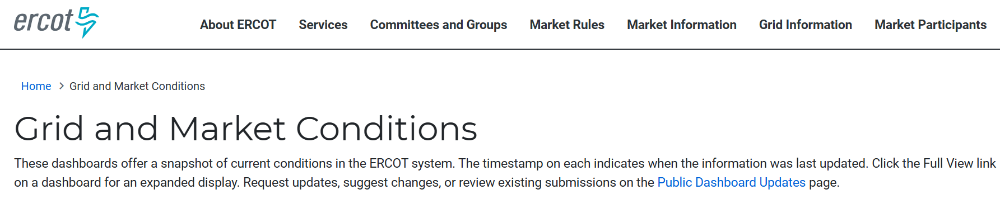 ercot
About ERCOT Services Committees and Groups Market Rules Market Information Grid Information Market Participants
Home > Grid and Market Conditions
Grid and Market Conditions
These dashboards offer a snapshot of current conditions in the ERCOT system. The timestamp on each indicates when the information was last updated. Click the Full View link
on a dashboard for an expanded display. Request updates, suggest changes, or review existing submissions on the Public Dashboard Updates page.